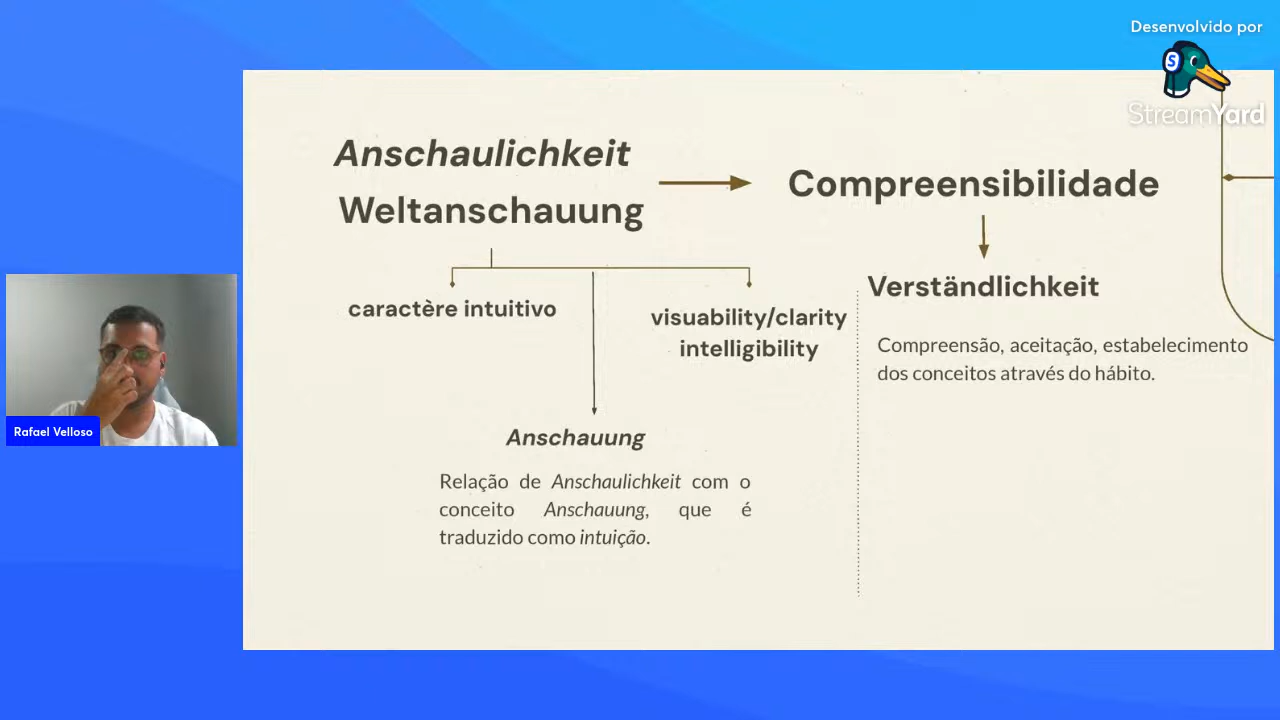 Desenvolvido por
StreamYard
Anschaulichkeit
Weltanschauung
Compreensibilidade
caractère intuitivo
visuability/clarity
intelligibility
Verständlichkeit
Compreensão, aceitação, estabelecimento
dos conceitos através do hábito.
Anschauung
Relação de Anschaulichkeit com o
conceito Anschauung, que é
traduzido como intuição.
Rafael Velloso